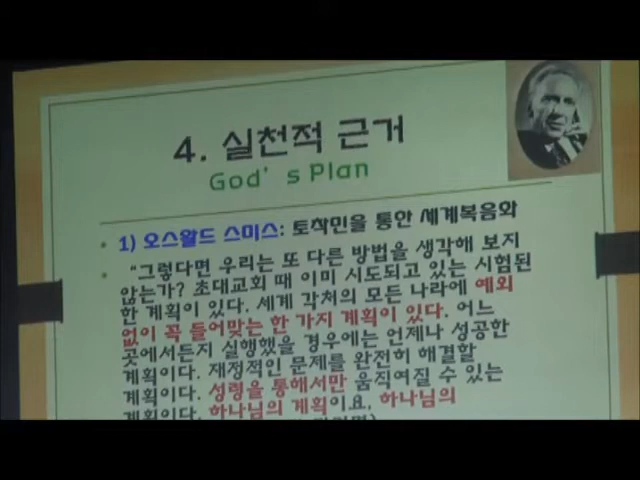 4. 실천적 근거
God's Plan
• 1) 오스왈드 스미스: 토착민을 통한 세계복음화
• "그렇다면 우리는 또 다른 방법을 생각해 보지
않는가? 초대교회 때 이미 시도되고 있는 시험된
한 계획이 있다. 세계 각처의 모든 나라에 예외
없이 꼭 들어맞는 한 가지 계획이 있다. 어느
곳에서든지 실행했을 경우에는 언제나 성공한
계획이다. 재정적인 문제를 완전히 해결할
계획이다. 성령을 통해서만 움직여질 수 있는
계획이다. 하나님의 계획이요, 하나님의